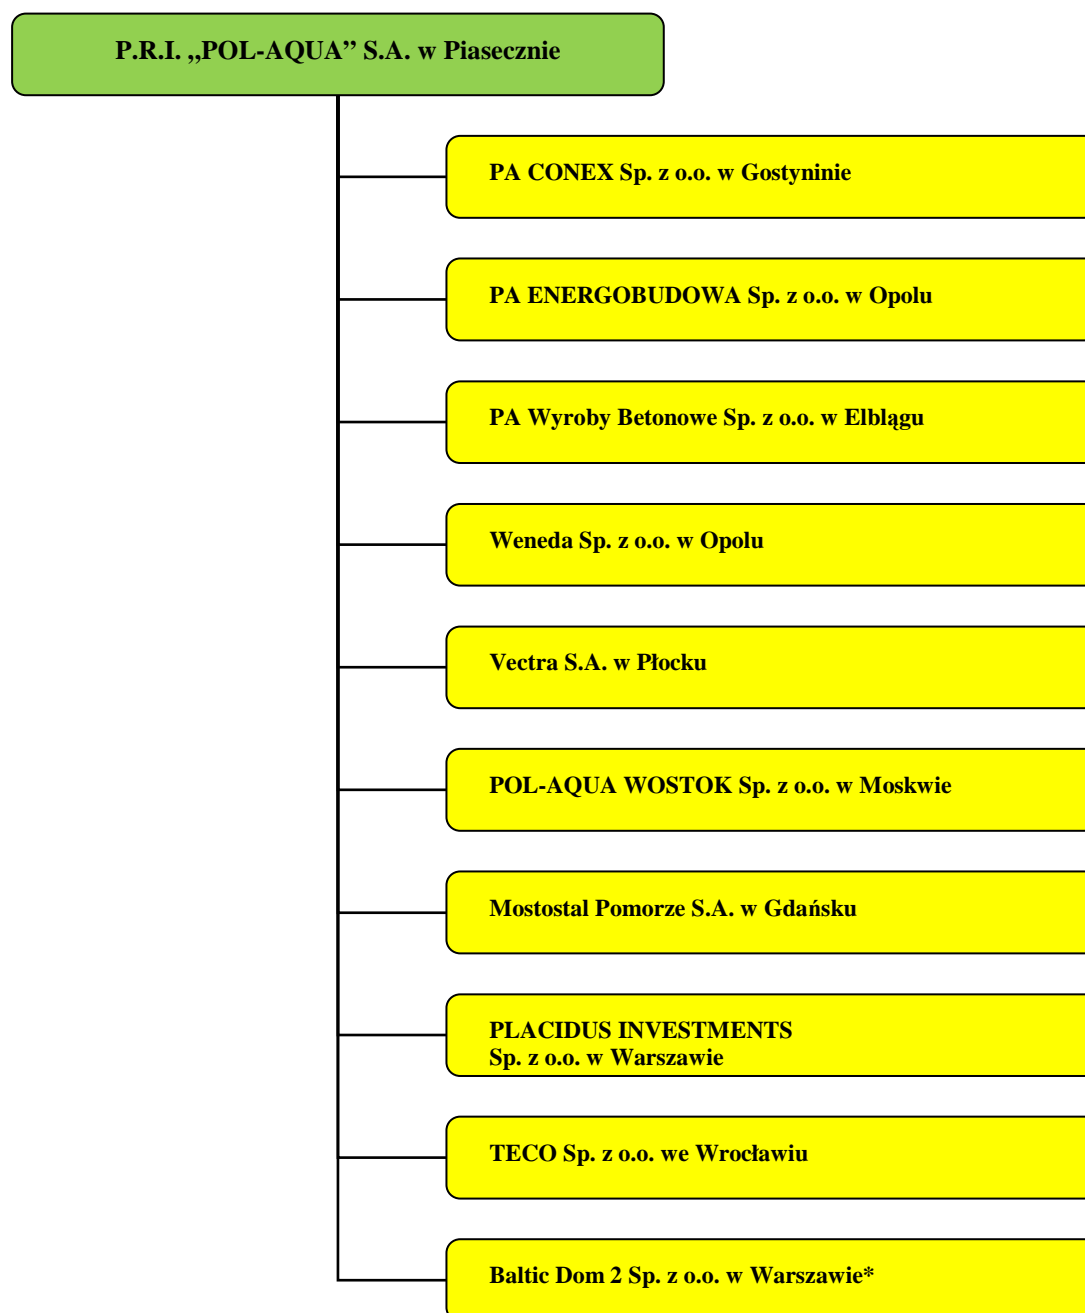 P.R.I. „POL-AQUA” S.A. w Piasecznie
PA CONEX Sp. z o.o. w Gostyninie
PA ENERGOBUDOWA Sp. z o.o. w Opolu
PA Wyroby Betonowe Sp. z o.o. w Elblągu
Weneda Sp. z o.o. w Opolu
Vectra S.A. w Płocku
POL-AQUA WOSTOK Sp. z o.o. w Moskwie
Mostostal Pomorze S.A. w Gdańsku
PLACIDUS INVESTMENTS
Sp. z o.o. w Warszawie
TECO Sp. z o.o. we Wrocławiu
Baltic Dom 2 Sp. z o.o. w Warszawie*